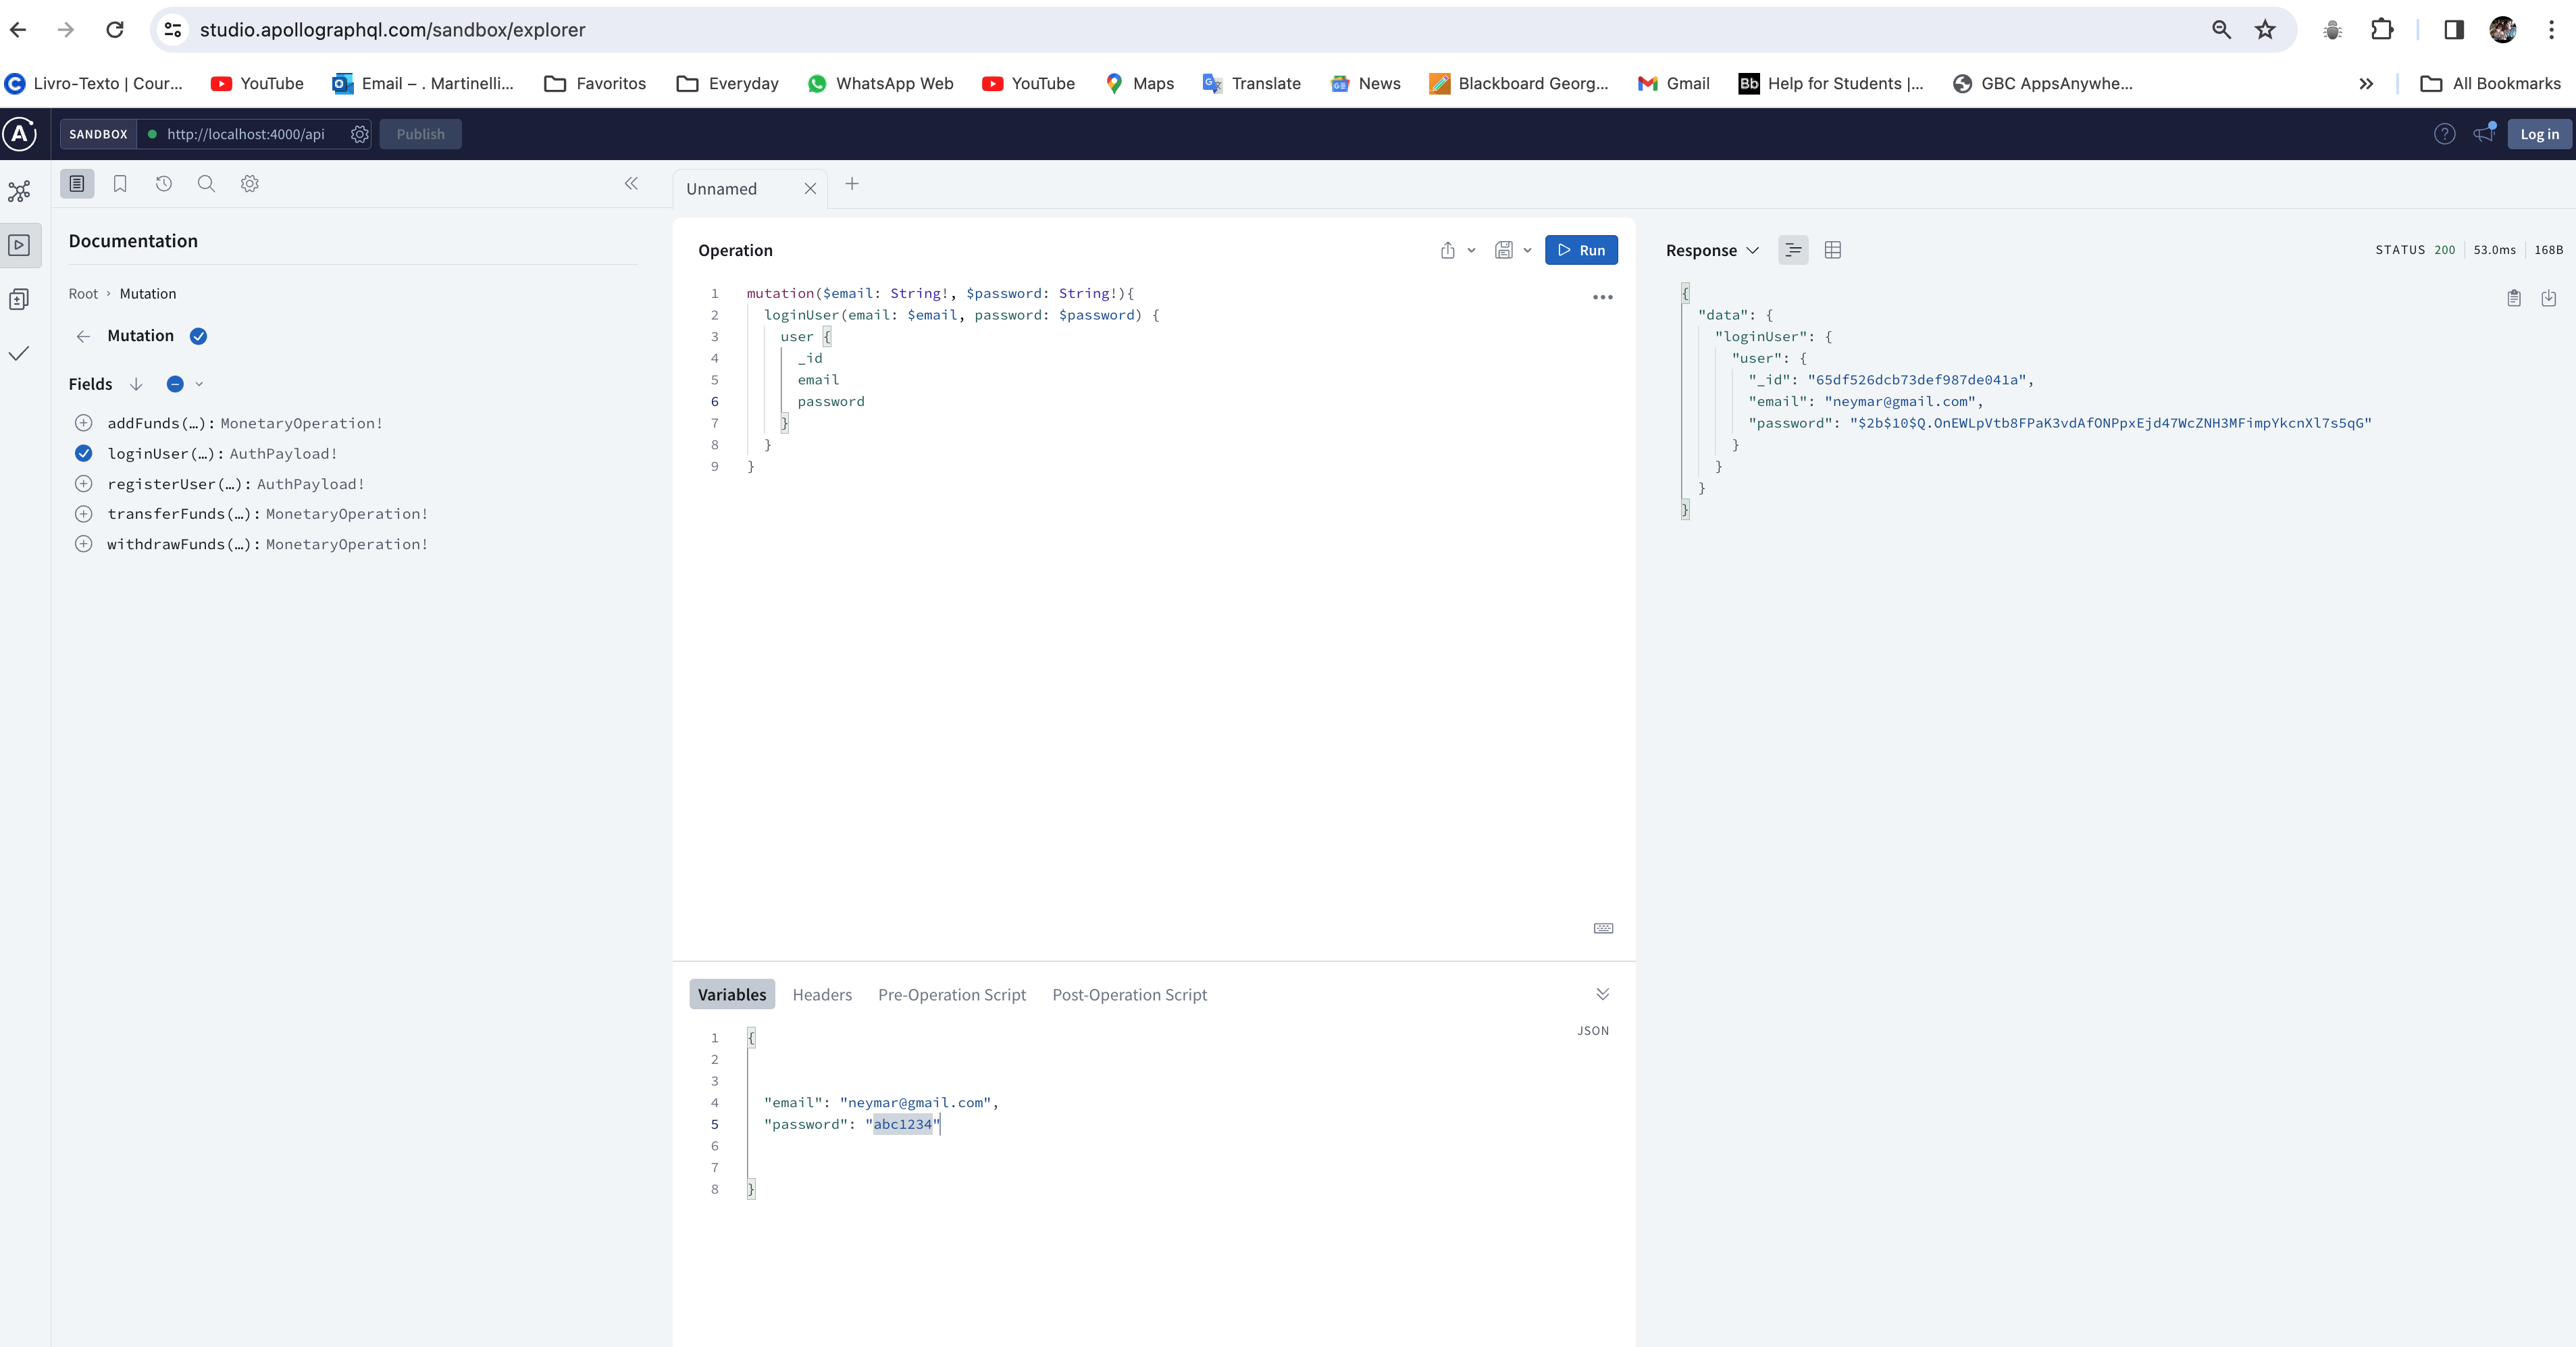 studio.apollographql.com/sandbox/explorer
Livro-Texto | Cour... YouTube Email – . Martinelli... Favoritos Everyday WhatsApp Web YouTube Maps Translate News Blackboard Georg... Gmail Bb Help for Students |... GBC AppsAnywhe... All Bookmarks
SANDBOX http://localhost:4000/api Publish Log in
Unnamed
Documentation
Root › Mutation
Mutation
Fields
addFunds(…): MonetaryOperation!
loginUser(…): AuthPayload!
registerUser(…): AuthPayload!
transferFunds(…): MonetaryOperation!
withdrawFunds(…): MonetaryOperation!
Operation Run
1 mutation($email: String!, $password: String!){
2 loginUser(email: $email, password: $password) {
3 user {
4 _id
5 email
6 password
7 }
8 }
9 }
Variables Headers Pre-Operation Script Post-Operation Script
JSON
1 {
2
3
4 "email": "neymar@gmail.com",
5 "password": "abc1234"
6
7
8 }
Response STATUS 200 53.0ms 168B
{
"data": {
"loginUser": {
"user": {
"_id": "65df526dcb73def987de041a",
"email": "neymar@gmail.com",
"password": "$2b$10$Q.OnEWLpVtb8FPaK3vdAfONPpxEjd47WcZNH3MFimpYkcnXl7s5qG"
}
}
}
}